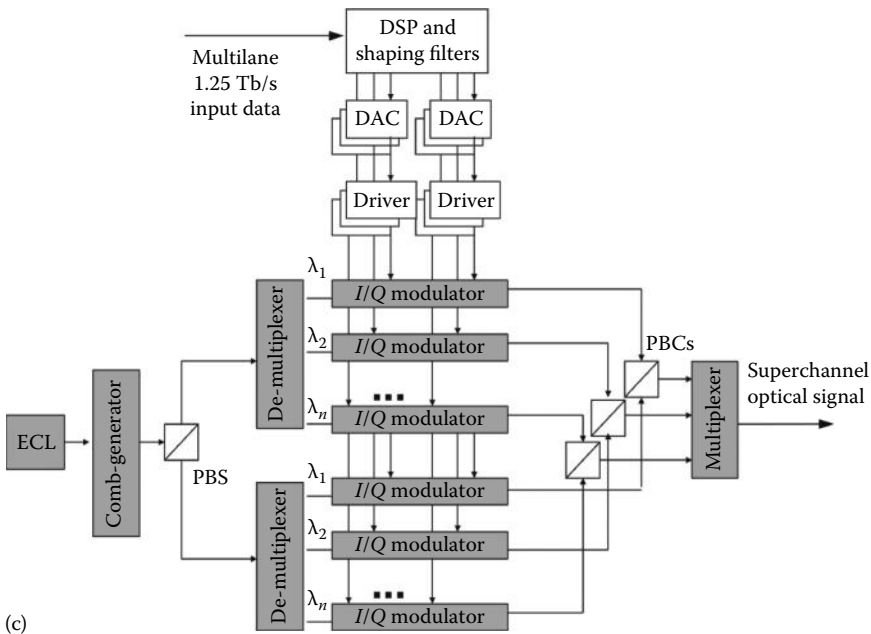 DSP and
shaping filters
Multilane
1.25 Tb/s
input data
DAC
DAC
Driver
Driver
λ1
I/Q modulator
λ2
I/Q modulator
λn
I/Q modulator
De-multiplexer
PBCs
Multiplexer
Superchannel
optical signal
ECL
Comb-generator
PBS
λ1
I/Q modulator
λ2
I/Q modulator
λn
I/Q modulator
De-multiplexer
(c)